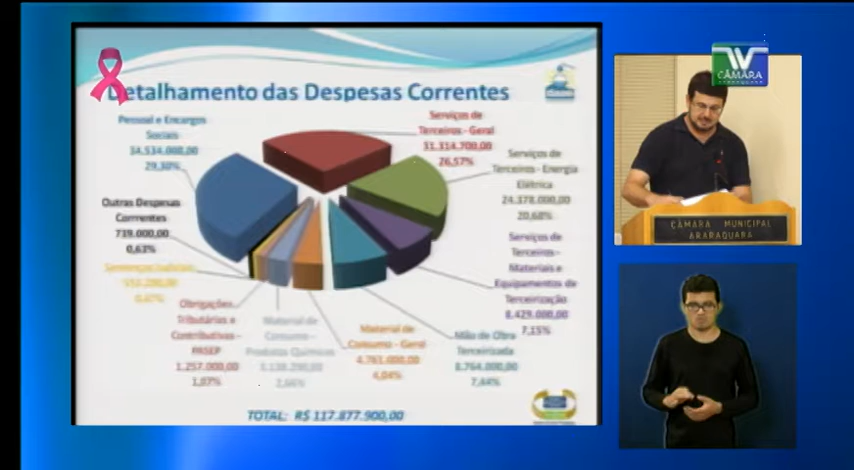 Detalhamento das Despesas Correntes
Pessoal e Encargos
Sociais
34.534.000,00
29,30%
Serviços de
Terceiros - Geral
31.314.700,00
26,57%
Serviços de
Terceiros - Energia
Elétrica
24.378.000,00
20,68%
Serviços de
Terceiros -
Materiais e
Equipamentos de
Terceirização
8.429.000,00
7,15%
Mão de Obra
Terceirizada
8.764.000,00
7,44%
Material de
Consumo - Geral
4.761.000,00
4,04%
Material de
Consumo -
Produtos Químicos
2,66%
Obrigações
Tributárias e
Contributivas -
PASEP
1.257.000,00
1,07%
Sentenças Judiciais
Outras Despesas
Correntes
739.000,00
0,63%
TOTAL: R$ 117.877.900,00
TV
CÂMARA
ARARAQUARA
CÂMARA MUNICIPAL
ARARAQUARA